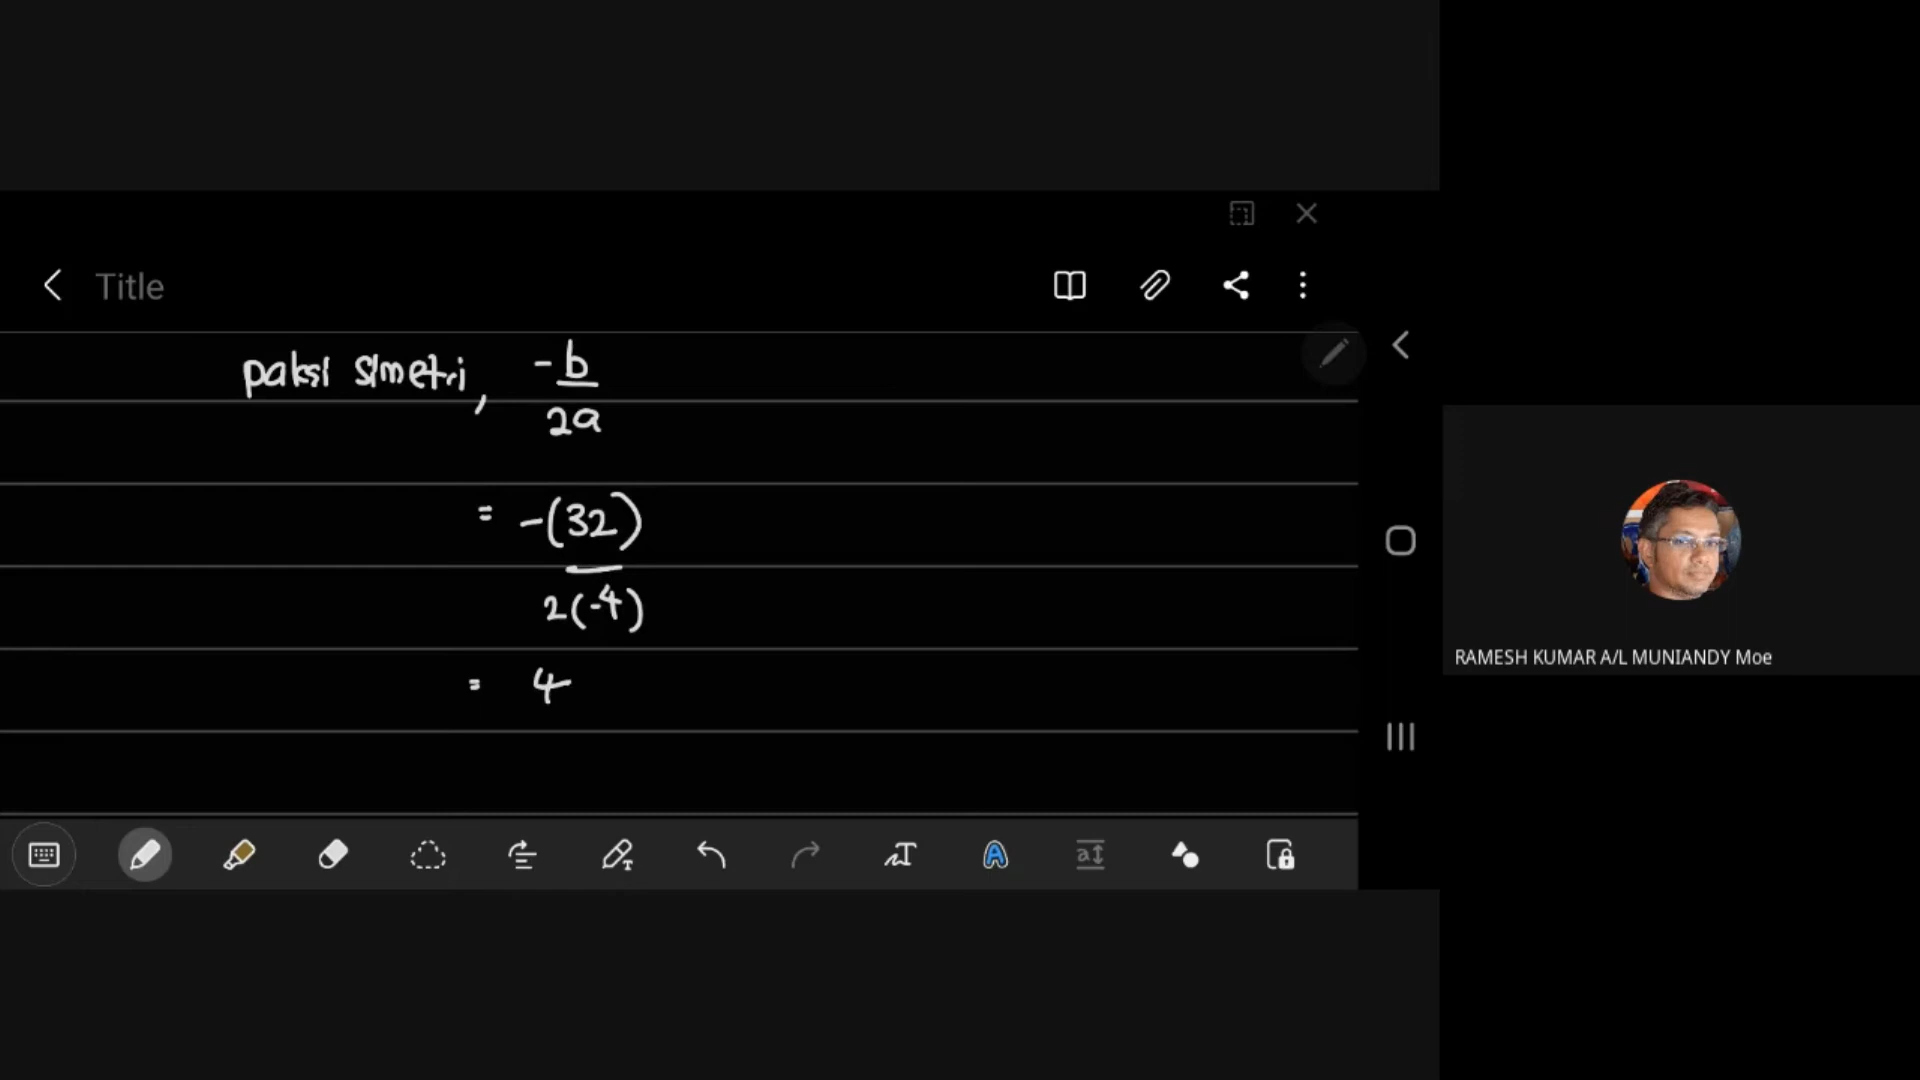 Title
paksi simetri, -b/2a
= -(32)/2(-4)
= 4
RAMESH KUMAR A/L MUNIANDY Moe